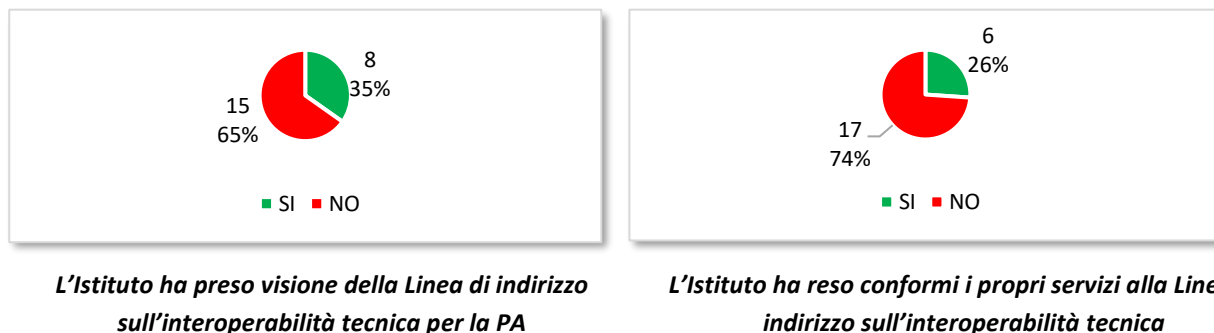 8
35%
15
65%
SI NO
L’Istituto ha preso visione della Linea di indirizzo
sull’interoperabilità tecnica per la PA
6
26%
17
74%
SI NO
L’Istituto ha reso conformi i propri servizi alla Line
indirizzo sull’interoperabilità tecnica